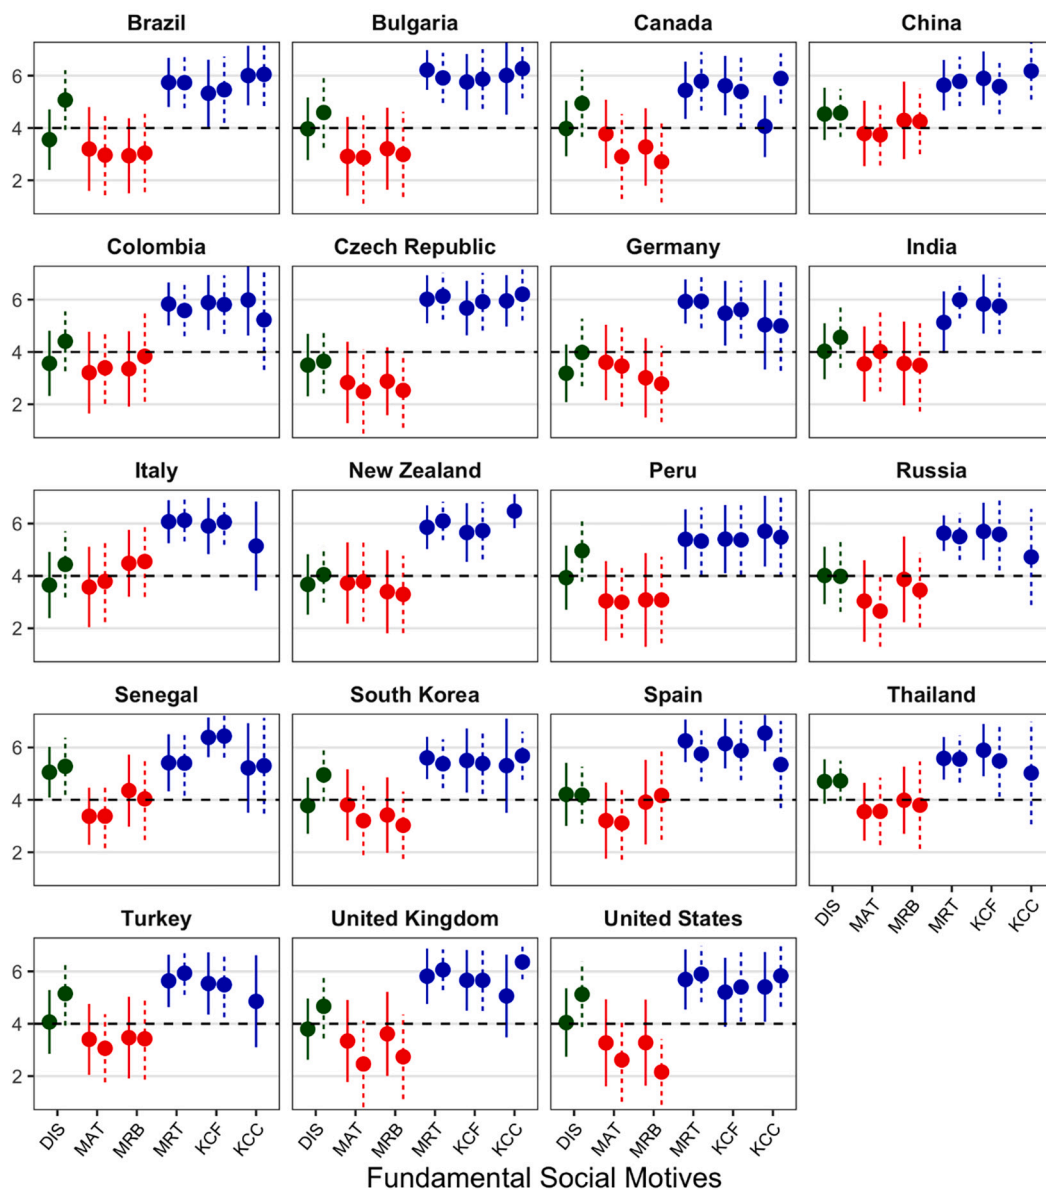 Brazil Bulgaria Canada China
6
4
2
Colombia Czech Republic Germany India
6
4
2
Italy New Zealand Peru Russia
6
4
2
Senegal South Korea Spain Thailand
6
4
2
DIS MAT MRB MRT KCF KCC
Turkey United Kingdom United States
6
4
2
DIS MAT MRB MRT KCF KCC DIS MAT MRB MRT KCF KCC DIS MAT MRB MRT KCF KCC
Fundamental Social Motives